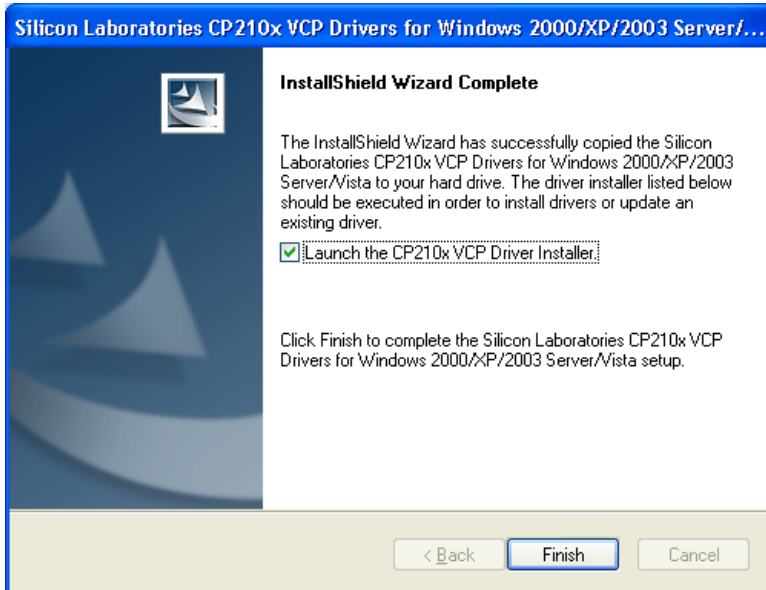 Silicon Laboratories CP210x VCP Drivers for Windows 2000/XP/2003 Server/...
InstallShield Wizard Complete
The InstallShield Wizard has successfully copied the Silicon
Laboratories CP210x VCP Drivers for Windows 2000/XP/2003
Server/Vista to your hard drive. The driver installer listed below
should be executed in order to install drivers or update an
existing driver.
Launch the CP210x VCP Driver Installer.
Click Finish to complete the Silicon Laboratories CP210x VCP
Drivers for Windows 2000/XP/2003 Server/Vista setup.
< Back Finish Cancel